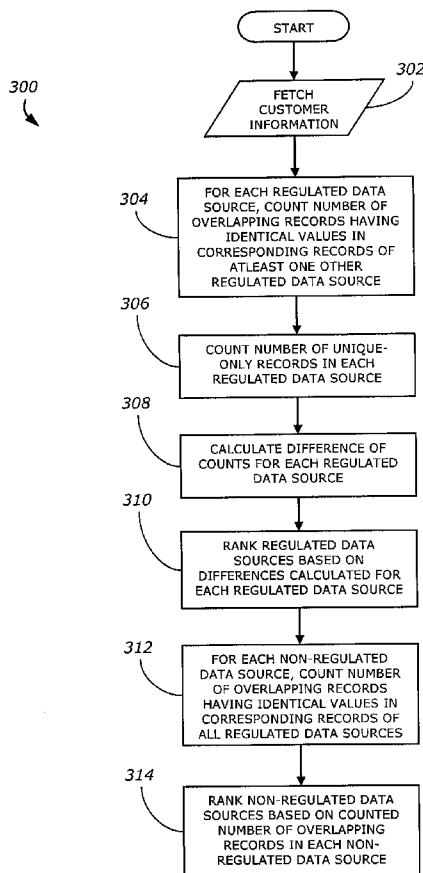 START
300
302
FETCH
CUSTOMER
INFORMATION
304
FOR EACH REGULATED DATA
SOURCE, COUNT NUMBER OF
OVERLAPPING RECORDS HAVING
IDENTICAL VALUES IN
CORRESPONDING RECORDS OF
ATLEAST ONE OTHER
REGULATED DATA SOURCE
306
COUNT NUMBER OF UNIQUE-
ONLY RECORDS IN EACH
REGULATED DATA SOURCE
308
CALCULATE DIFFERENCE OF
COUNTS FOR EACH REGULATED
DATA SOURCE
310
RANK REGULATED DATA
SOURCES BASED ON
DIFFERENCES CALCULATED FOR
EACH REGULATED DATA SOURCE
312
FOR EACH NON-REGULATED
DATA SOURCE, COUNT NUMBER
OF OVERLAPPING RECORDS
HAVING IDENTICAL VALUES IN
CORRESPONDING RECORDS OF
ALL REGULATED DATA SOURCES
314
RANK NON-REGULATED DATA
SOURCES BASED ON COUNTED
NUMBER OF OVERLAPPING
RECORDS IN EACH NON-
REGULATED DATA SOURCE